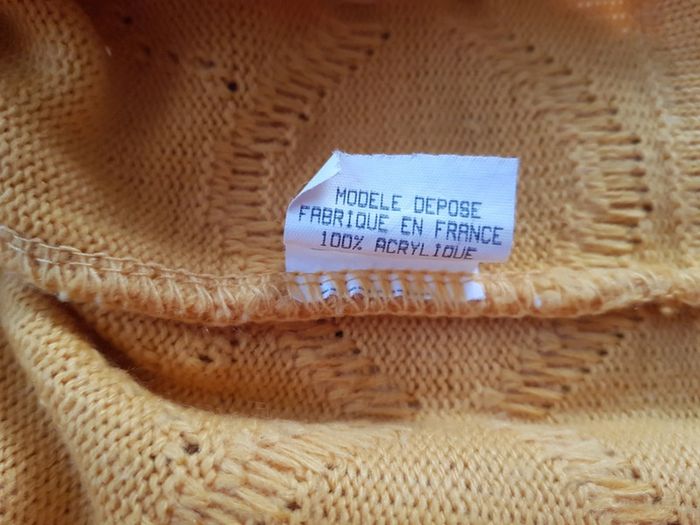 MODELE DEPOSE
FABRIQUE EN FRANCE
100% ACRYLIQUE